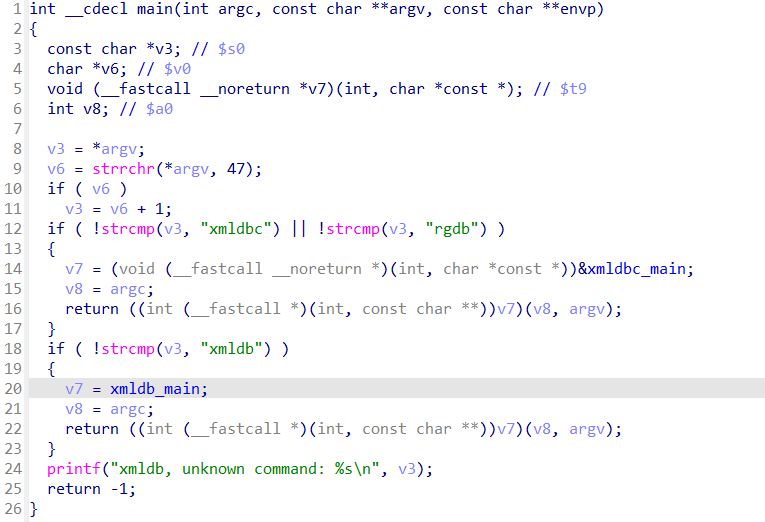 1 int __cdecl main(int argc, const char **argv, const char **envp)
2 {
3   const char *v3; // $s0
4   char *v6; // $v0
5   void (__fastcall __noreturn *v7)(int, char *const *); // $t9
6   int v8; // $a0
7
8   v3 = *argv;
9   v6 = strrchr(*argv, 47);
10   if ( v6 )
11     v3 = v6 + 1;
12   if ( !strcmp(v3, "xmldbc") || !strcmp(v3, "rgdb") )
13   {
14     v7 = (void (__fastcall __noreturn *)(int, char *const *))&xmldbc_main;
15     v8 = argc;
16     return ((int (__fastcall *)(int, const char **))v7)(v8, argv);
17   }
18   if ( !strcmp(v3, "xmldb") )
19   {
20     v7 = xmldb_main;
21     v8 = argc;
22     return ((int (__fastcall *)(int, const char **))v7)(v8, argv);
23   }
24   printf("xmldb, unknown command: %s\n", v3);
25   return -1;
26 }